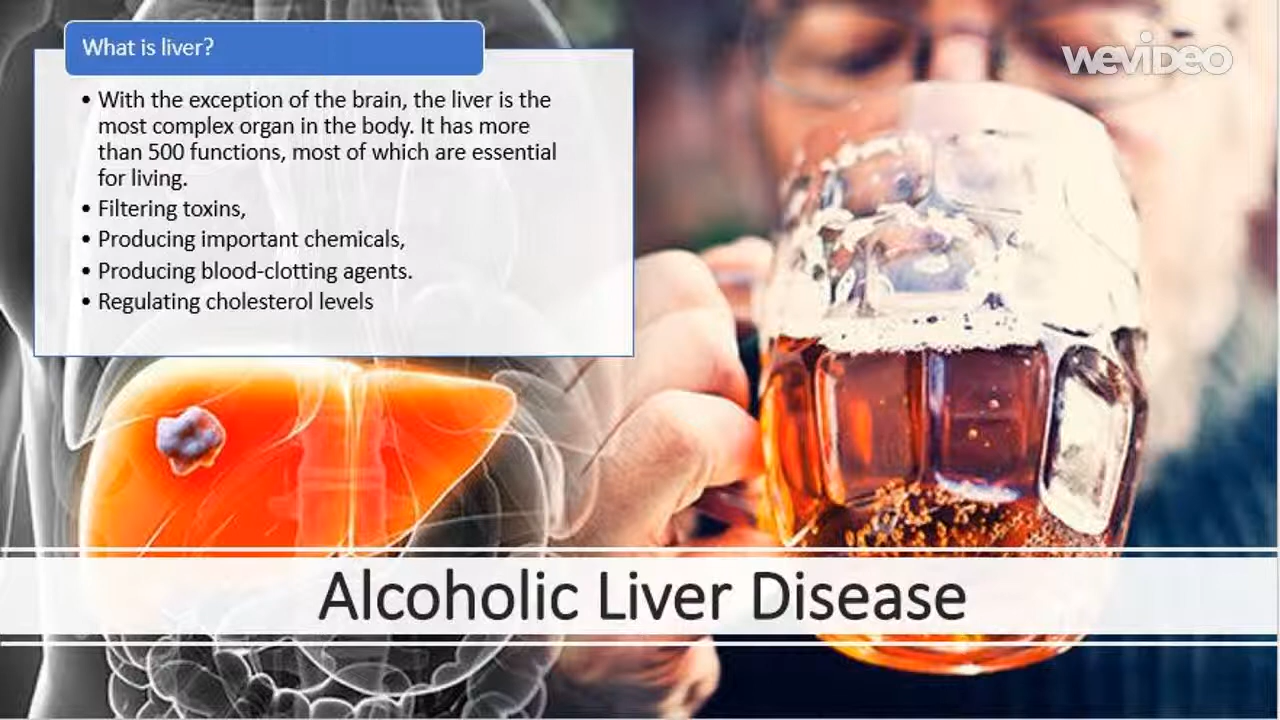 What is liver?
wevideo
• With the exception of the brain, the liver is the
most complex organ in the body. It has more
than 500 functions, most of which are essential
for living.
• Filtering toxins,
• Producing important chemicals,
• Producing blood-clotting agents.
• Regulating cholesterol levels
Alcoholic Liver Disease